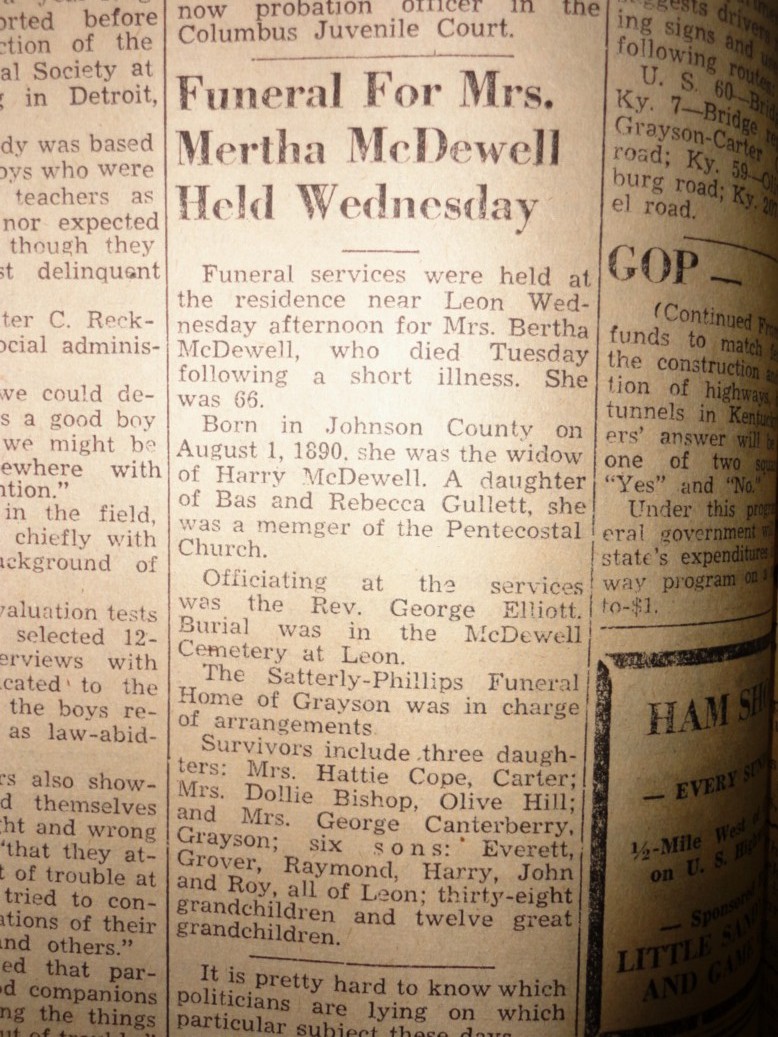 orted before
ction of the
al Society at
in Detroit,
dy was based
oys who were
teachers as
nor expected
though they
st delinquent
ter C. Reck-
ocial adminis-
we could de-
s a good boy
we might be
ewhere with
ntion."
in the field,
chiefly with
ackground of
valuation tests
selected 12-
erviews with
cated to the
the boys re-
as law-abid-
rs also show-
d themselves
ht and wrong
"that they at-
t of trouble at
tried to con-
ations of their
and others."
ed that par-
d companions
ng the things
now probation officer in the
Columbus Juvenile Court.
Funeral For Mrs.
Mertha McDewell
Held Wednesday
Funeral services were held at
the residence near Leon Wed-
nesday afternoon for Mrs. Bertha
McDewell, who died Tuesday
following a short illness. She
was 66.
Born in Johnson County on
August 1, 1890. she was the widow
of Harry McDewell. A daughter
of Bas and Rebecca Gullett, she
was a memger of the Pentecostal
Church.
Officiating at the services
was the Rev. George Elliott.
Burial was in the McDewell
Cemetery at Leon.
The Satterly-Phillips Funeral
Home of Grayson was in charge
of arrangements
Survivors include three daugh-
ters: Mrs. Hattie Cope, Carter;
Mrs. Dollie Bishop, Olive Hill;
and Mrs. George Canterberry,
Grayson; six sons: Everett,
Grover, Raymond, Harry, John
and Roy, all of Leon; thirty-eight
grandchildren and twelve great
grandchildren.
It is pretty hard to know which
politicians are lying on which
particular subject these days
ing signs and
following routes
U. S. 60—
Ky. 7—Bridge
Grayson-Carter
road; Ky. 59—
burg road; Ky.
el road.
GOP —
(Continued
funds to match
the construction
tion of highways,
tunnels in
ers' answer will
one of two
"Yes" and "No."
Under this
eral government
state's expenditures
way program on
to-$1.
HAM
— EVERY
½-Mile West
on U. S.
—
LITTLE
AND